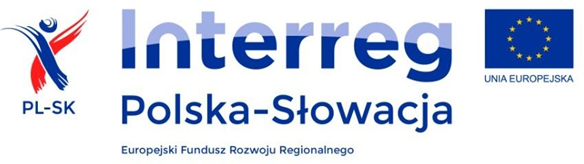 Interreg
PL-SK
Polska-Słowacja
UNIA EUROPEJSKA
Europejski Fundusz Rozwoju Regionalnego